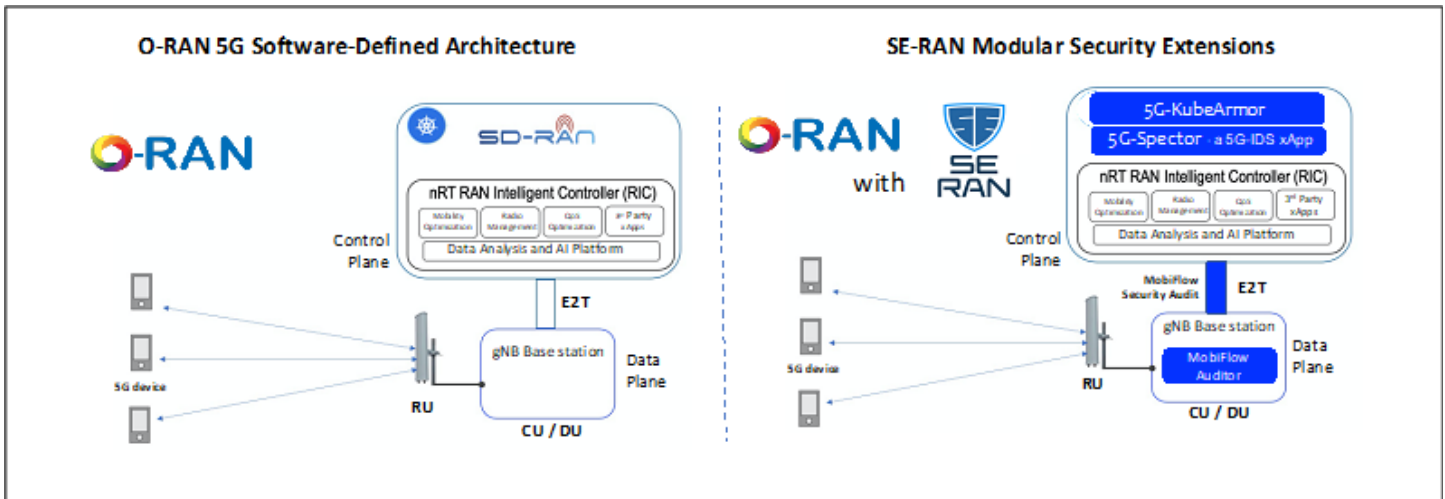 O-RAN 5G Software-Defined Architecture
O-RAN
SD-RAN
nRT RAN Intelligent Controller (RIC)
Mobility
Optimization
Radio
Management
QoS
Optimization
Party
xApps
Data Analysis and AI Platform
Control
Plane
E2T
gNB Base station
Data
Plane
5G device
RU
CU / DU
SE-RAN Modular Security Extensions
O-RAN
with
SE
RAN
5G-KubeArmor
5G-Spector - a 5G-IDS xApp
nRT RAN Intelligent Controller (RIC)
Mobility
Optimization
Radio
Management
QoS
Optimization
3rd Party
xApps
Data Analysis and AI Platform
Control
Plane
MobiFlow
Security Audit
E2T
gNB Base station
MobiFlow
Auditor
Data
Plane
5G device
RU
CU / DU